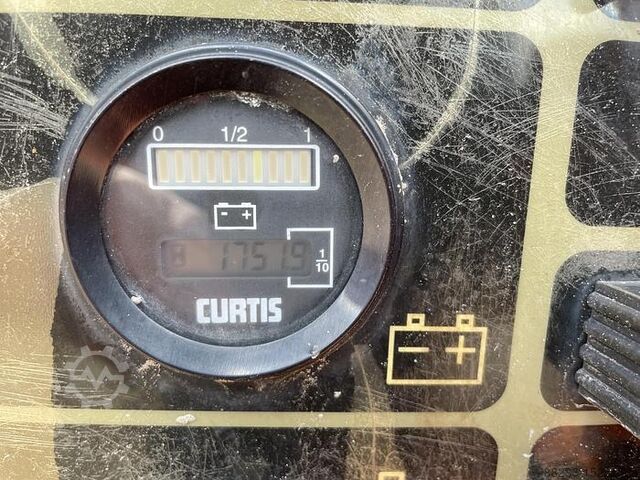 0 1/2 1
- +
17519 1/10
CURTIS
- +